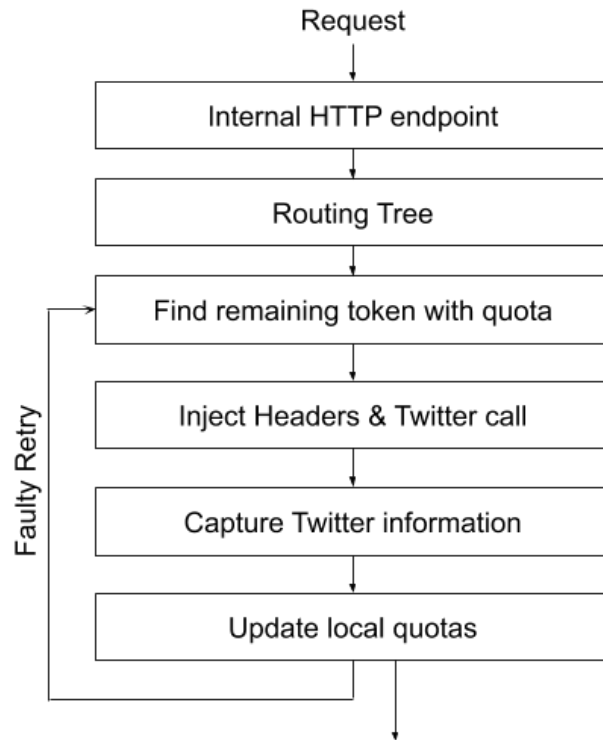 Request
Internal HTTP endpoint
Routing Tree
Find remaining token with quota
Inject Headers & Twitter call
Capture Twitter information
Update local quotas
Faulty Retry